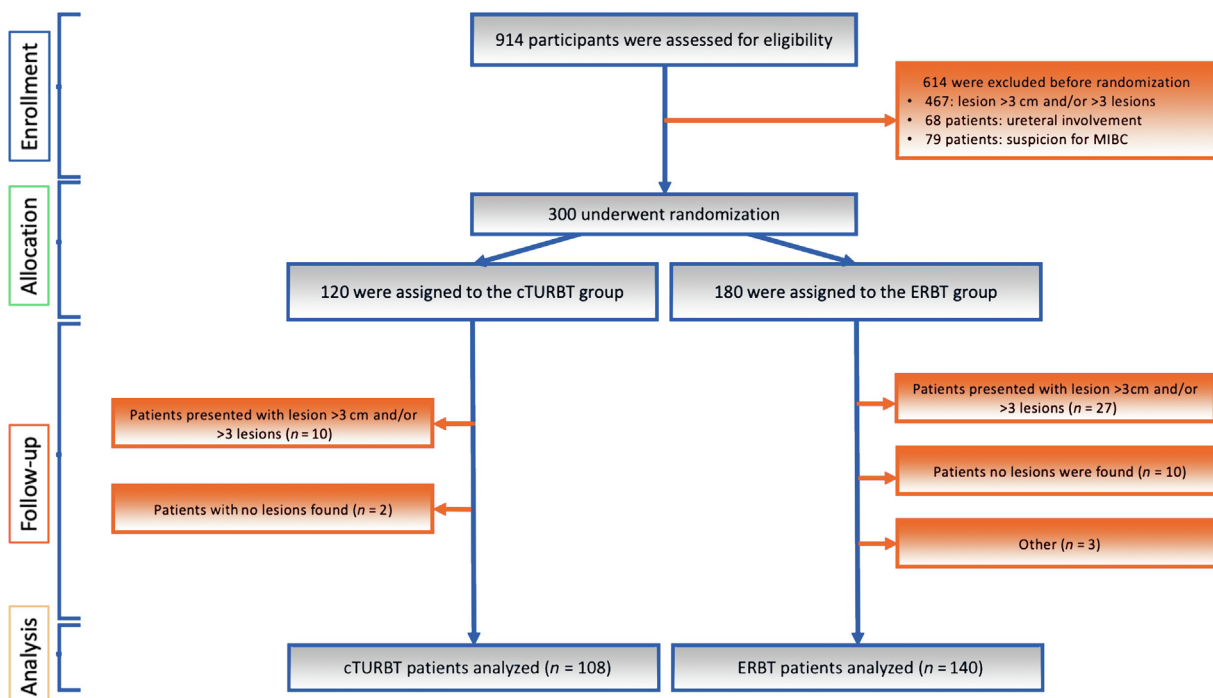 Enrollment
914 participants were assessed for eligibility
614 were excluded before randomization
• 467: lesion >3 cm and/or >3 lesions
• 68 patients: ureteral involvement
• 79 patients: suspicion for MIBC
Allocation
300 underwent randomization
120 were assigned to the cTURBT group
180 were assigned to the ERBT group
Follow-up
Patients presented with lesion >3 cm and/or
>3 lesions (n = 10)
Patients with no lesions found (n = 2)
Patients presented with lesion >3cm and/or
>3 lesions (n = 27)
Patients no lesions were found (n = 10)
Other (n = 3)
Analysis
cTURBT patients analyzed (n = 108)
ERBT patients analyzed (n = 140)